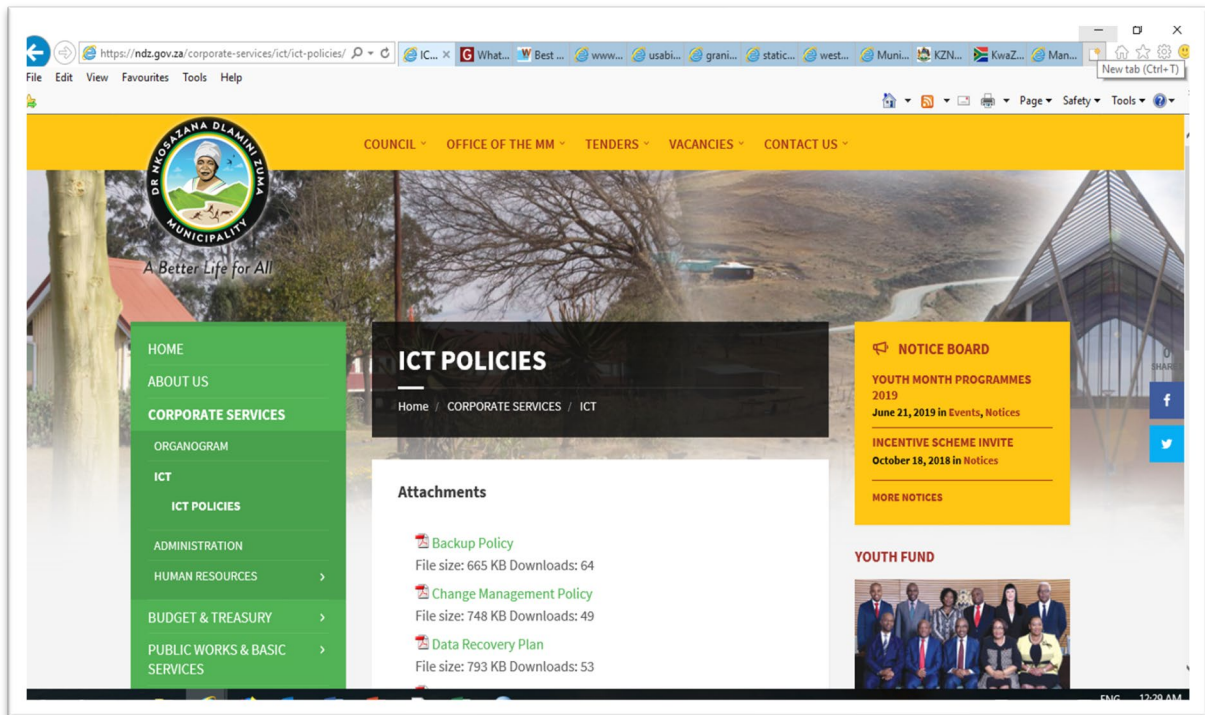 https://ndz.gov.za/corporate-services/ict/ict-policies/
IC...
What...
Best ...
www...
usabi...
grani...
static...
west...
Muni...
KZN...
KwaZ...
Man...
New tab (Ctrl+T)
File Edit View Favourites Tools Help
Page Safety Tools
DR NKOSAZANA DLAMINI ZUMA
MUNICIPALITY
A Better Life for All
COUNCIL OFFICE OF THE MM TENDERS VACANCIES CONTACT US
HOME
ABOUT US
CORPORATE SERVICES
ORGANOGRAM
ICT
ICT POLICIES
ADMINISTRATION
HUMAN RESOURCES
BUDGET & TREASURY
PUBLIC WORKS & BASIC
SERVICES
ICT POLICIES
Home / CORPORATE SERVICES / ICT
Attachments
Backup Policy
File size: 665 KB Downloads: 64
Change Management Policy
File size: 748 KB Downloads: 49
Data Recovery Plan
File size: 793 KB Downloads: 53
NOTICE BOARD
YOUTH MONTH PROGRAMMES
2019
June 21, 2019 in Events, Notices
INCENTIVE SCHEME INVITE
October 18, 2018 in Notices
MORE NOTICES
YOUTH FUND
0
ENG 12:29 AM